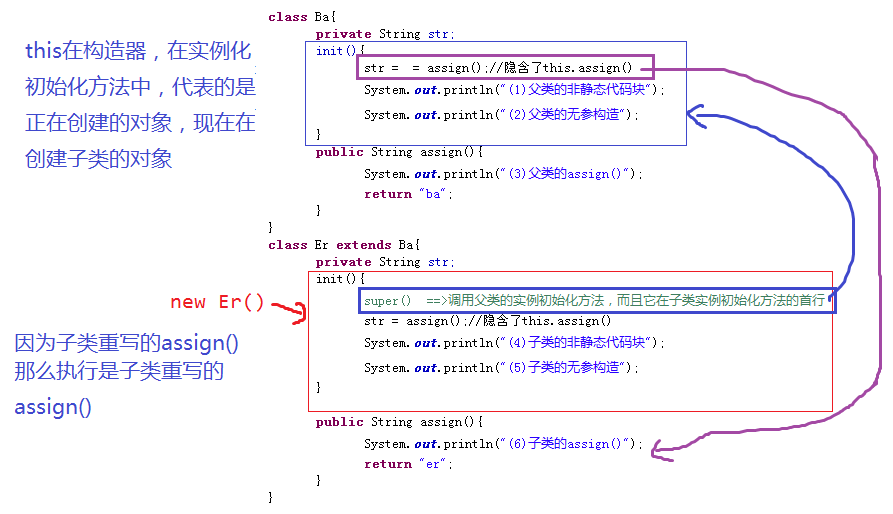 class Ba{
private String str;
init(){
str = = assign();//隐含了this.assign()
System.out.println("(1)父类的非静态代码块");
System.out.println("(2)父类的无参构造");
}
public String assign(){
System.out.println("(3)父类的assign()");
return "ba";
}
}
class Er extends Ba{
private String str;
init(){
super() ==>调用父类的实例初始化方法，而且它在子类实例初始化方法的首行
str = assign();//隐含了this.assign()
System.out.println("(4)子类的非静态代码块");
System.out.println("(5)子类的无参构造");
}
public String assign(){
System.out.println("(6)子类的assign()");
return "er";
}
}
this在构造器，在实例化
初始化方法中，代表的是
正在创建的对象，现在在
创建子类的对象
new Er()
因为子类重写的assign()
那么执行是子类重写的
assign()